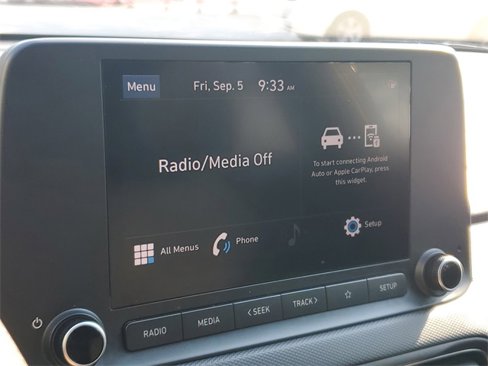 Menu
Fri, Sep. 5
9:33 AM
Radio/Media Off
To start connecting Android
Auto or Apple CarPlay, press
this widget.
All Menus
Phone
Setup
RADIO
MEDIA
< SEEK
TRACK >
☆
SETUP